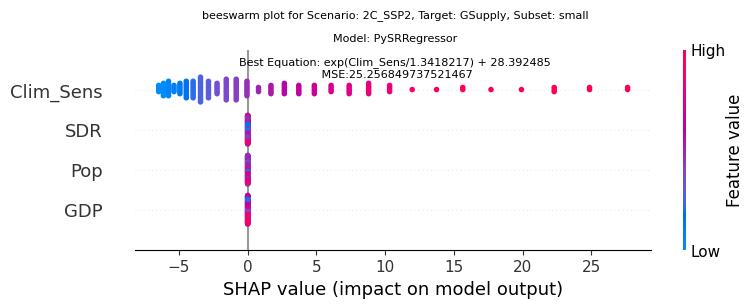 beeswarm plot for Scenario: 2C_SSP2, Target: GSupply, Subset: small
Model: PySRRegressor
Best Equation: exp(Clim_Sens/1.3418217) + 28.392485
MSE:25.256849737521467
High
Clim_Sens
SDR
Pop
GDP
Feature value
Low
−5 0 5 10 15 20 25
SHAP value (impact on model output)